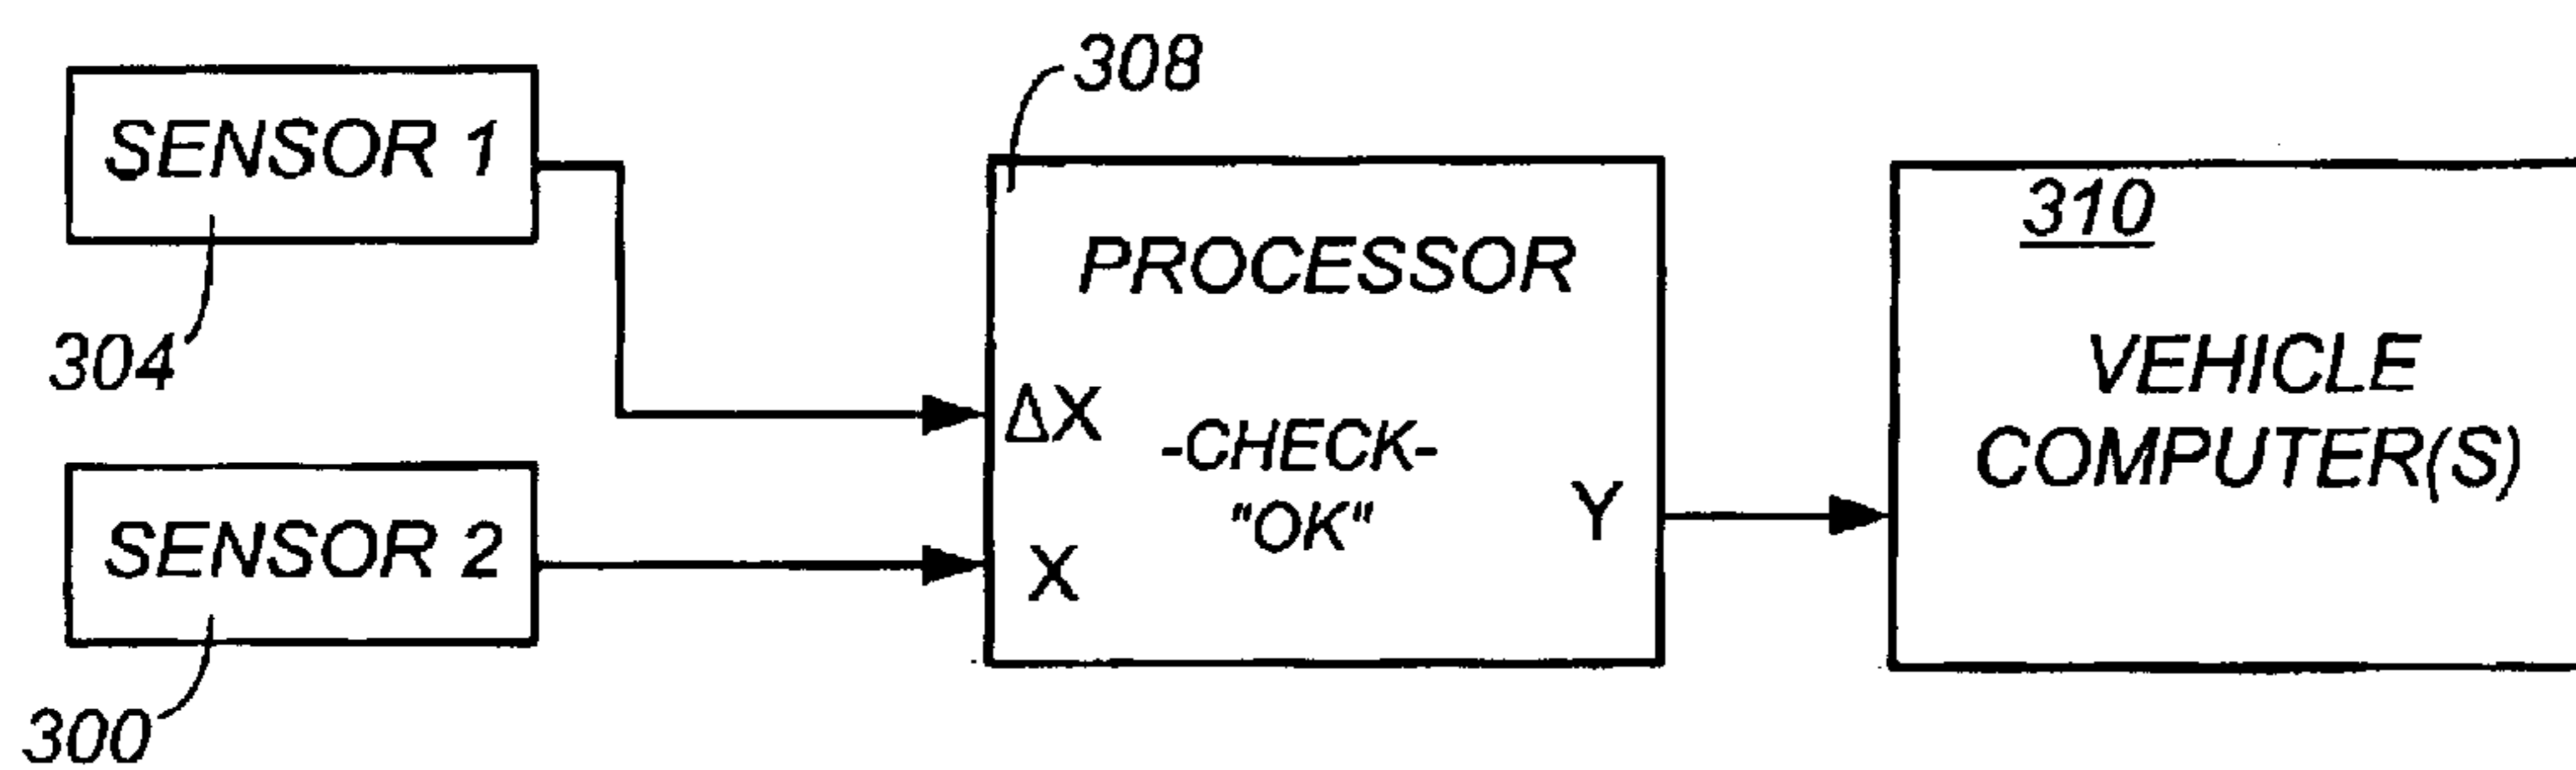 308
SENSOR 1
304
SENSOR 2
300
PROCESSOR
ΔX
-CHECK-
"OK"
X
Y
310
VEHICLE
COMPUTER(S)